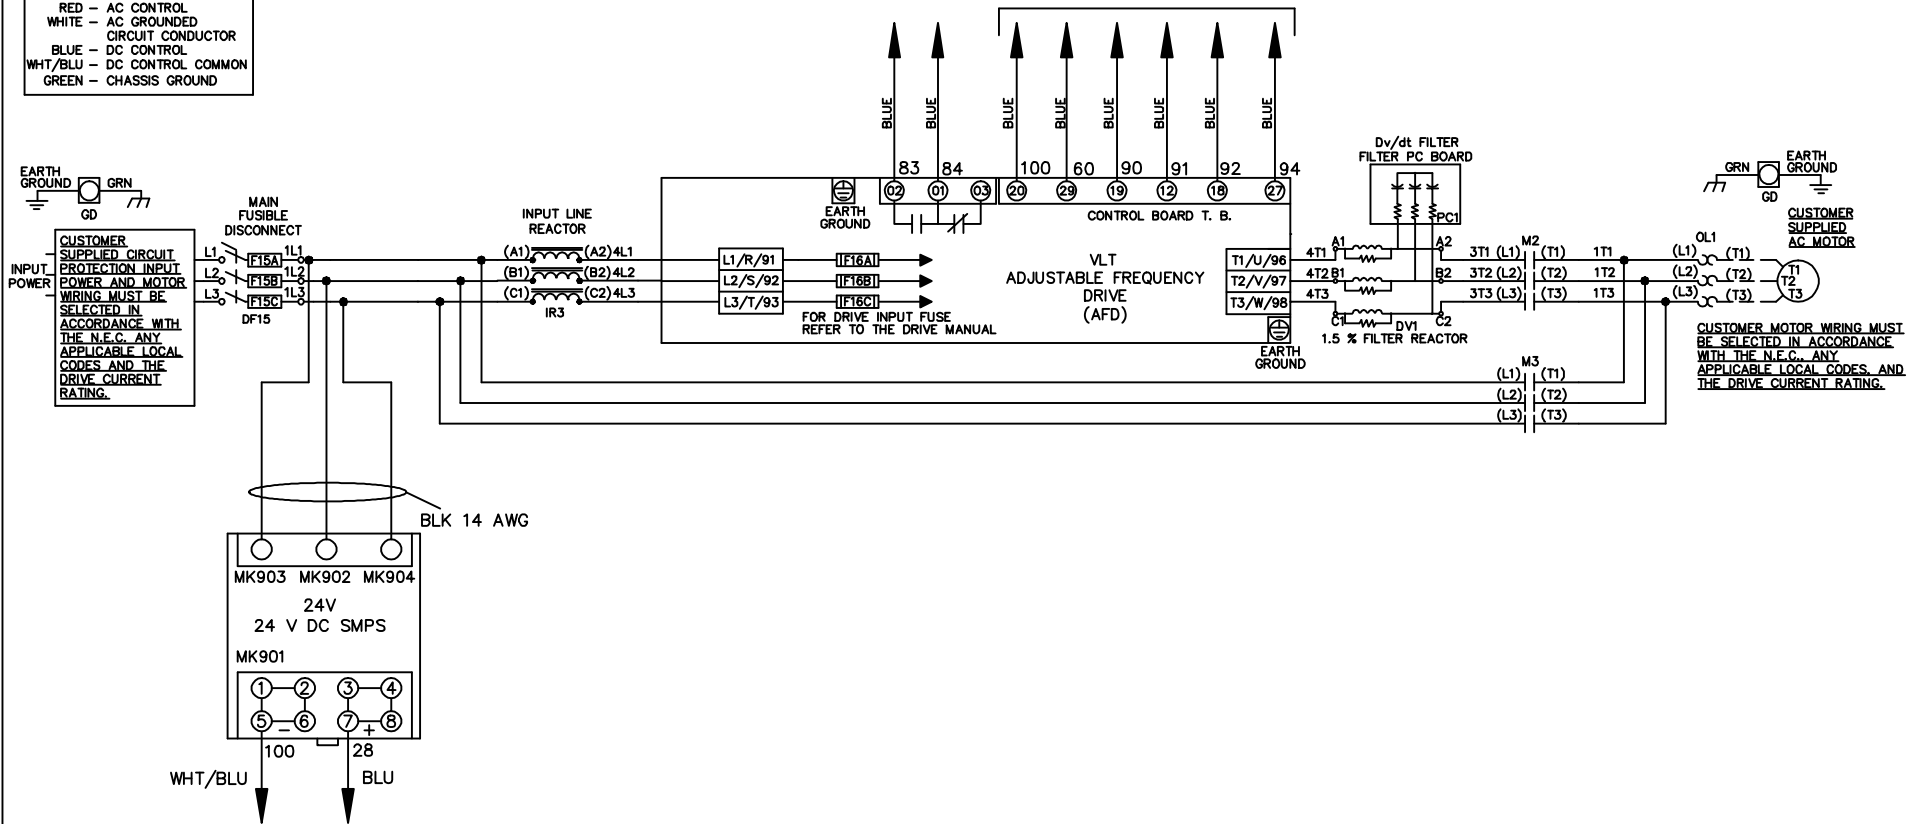 RED – AC CONTROL
WHITE – AC GROUNDED
CIRCUIT CONDUCTOR
BLUE – DC CONTROL
WHT/BLU – DC CONTROL COMMON
GREEN – CHASSIS GROUND
BLUE
BLUE
BLUE
BLUE
BLUE
BLUE
BLUE
BLUE
83
84
100
60
90
91
92
94
02
01
03
20
29
19
12
18
27
EARTH
GROUND
CONTROL BOARD T. B.
EARTH
GROUND
GRN
GD
MAIN
FUSIBLE
DISCONNECT
INPUT LINE
REACTOR
Dv/dt FILTER
FILTER PC BOARD
PC1
GRN
EARTH
GROUND
GD
CUSTOMER
SUPPLIED
AC MOTOR
INPUT
POWER
CUSTOMER
SUPPLIED CIRCUIT
PROTECTION INPUT
POWER AND MOTOR
WIRING MUST BE
SELECTED IN
ACCORDANCE WITH
THE N.E.C. ANY
APPLICABLE LOCAL
CODES AND THE
DRIVE CURRENT
RATING.
L1
F15A
1L1
L2
F15B
1L2
L3
F15C
1L3
DF15
(A1)
(A2)4L1
(B1)
(B2)4L2
(C1)
(C2)4L3
IR3
L1/R/91
F16A
L2/S/92
F16B
L3/T/93
F16C
FOR DRIVE INPUT FUSE
REFER TO THE DRIVE MANUAL
VLT
ADJUSTABLE FREQUENCY
DRIVE
(AFD)
T1/U/96
T2/V/97
T3/W/98
EARTH
GROUND
4T1
A1
A2
4T2
B1
B2
4T3
C1
C2
DV1
1.5 % FILTER REACTOR
M2
3T1
(L1)
(T1)
1T1
3T2
(L2)
(T2)
1T2
3T3
(L3)
(T3)
1T3
OL1
(L1)
(T1)
(L2)
(T2)
(L3)
(T3)
T1
T2
T3
CUSTOMER MOTOR WIRING MUST
BE SELECTED IN ACCORDANCE
WITH THE N.E.C., ANY
APPLICABLE LOCAL CODES, AND
THE DRIVE CURRENT RATING.
M3
(L1)
(T1)
(L2)
(T2)
(L3)
(T3)
BLK 14 AWG
MK903 MK902 MK904
24V
24 V DC SMPS
MK901
1 2 3 4
5 6 7 8
– +
100
28
WHT/BLU
BLU